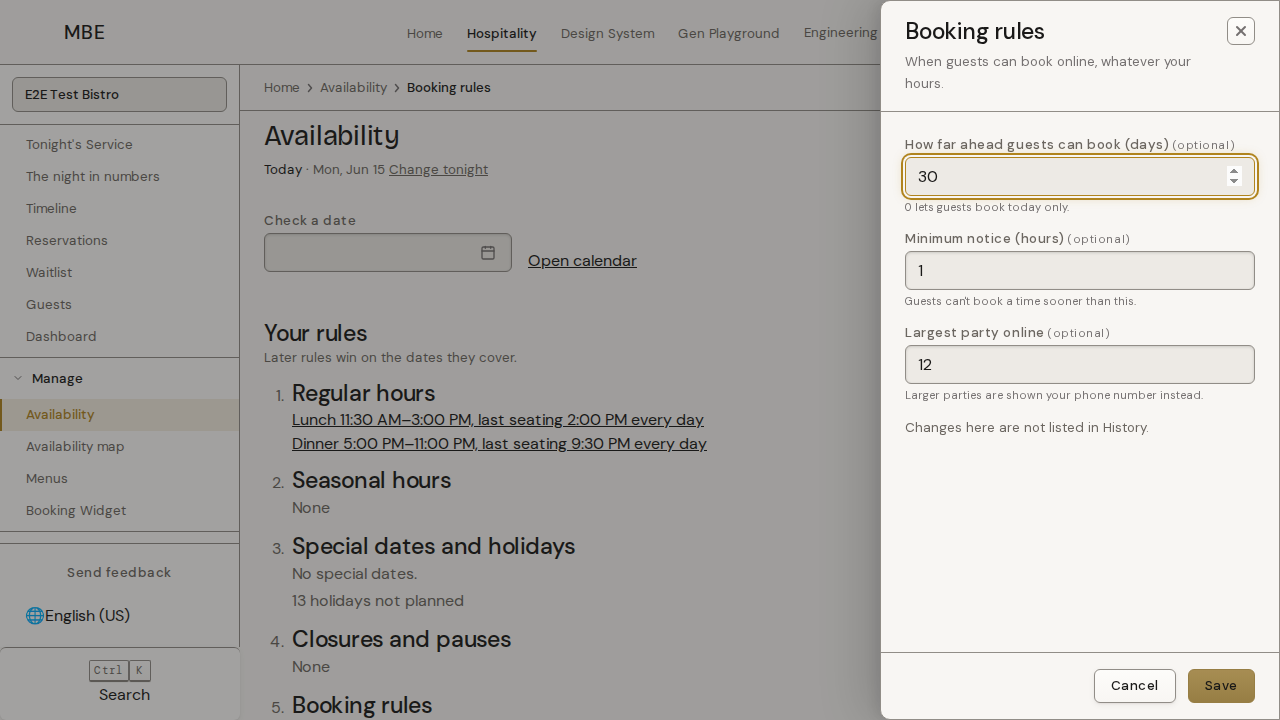 MBE
Home
Hospitality
Design System
Gen Playground
Engineering
E2E Test Bistro
Tonight's Service
The night in numbers
Timeline
Reservations
Waitlist
Guests
Dashboard
Manage
Availability
Availability map
Menus
Booking Widget
Send feedback
English (US)
Ctrl K
Search
Home > Availability > Booking rules
Availability
Today · Mon, Jun 15 Change tonight
Check a date
Open calendar
Your rules
Later rules win on the dates they cover.
1. Regular hours
Lunch 11:30 AM–3:00 PM, last seating 2:00 PM every day
Dinner 5:00 PM–11:00 PM, last seating 9:30 PM every day
2. Seasonal hours
None
3. Special dates and holidays
No special dates.
13 holidays not planned
4. Closures and pauses
None
5. Booking rules
Booking rules
When guests can book online, whatever your
hours.
How far ahead guests can book (days) (optional)
30
0 lets guests book today only.
Minimum notice (hours) (optional)
1
Guests can't book a time sooner than this.
Largest party online (optional)
12
Larger parties are shown your phone number instead.
Changes here are not listed in History.
Cancel
Save